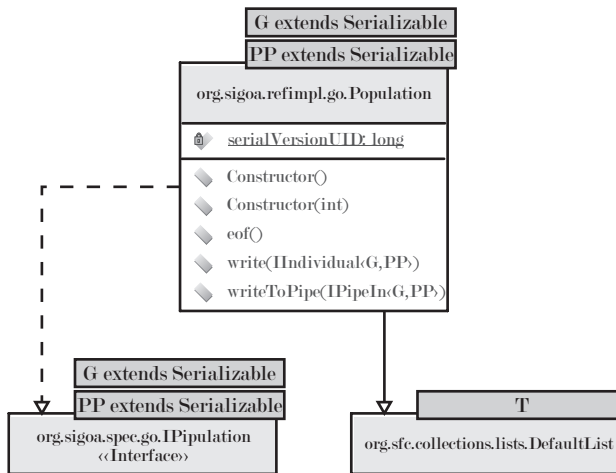 G extends Serializable
PP extends Serializable
org.sigoa.refimpl.go.Population
serialVersionUID: long
Constructor()
Constructor(int)
eof()
write(IIndividual‹G,PP›)
writeToPipe(IPipeIn‹G,PP›)
G extends Serializable
PP extends Serializable
org.sigoa.spec.go.IPipulation
‹‹Interface››
T
org.sfc.collections.lists.DefaultList